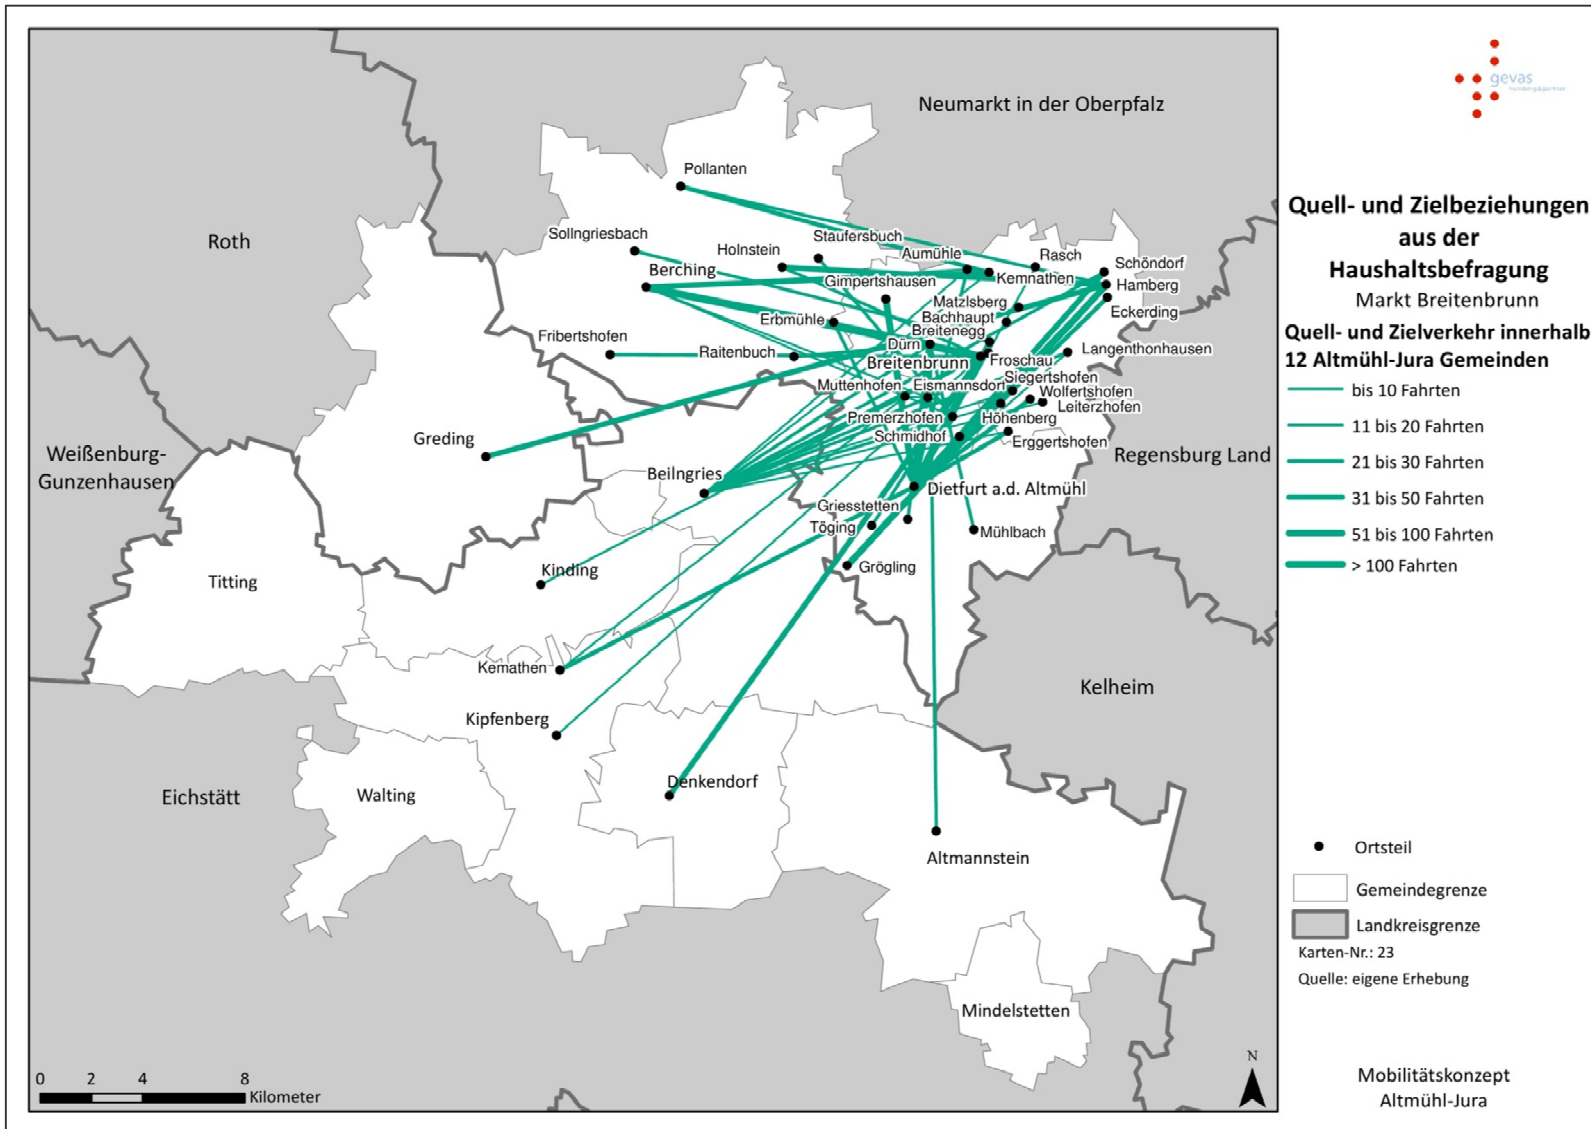 gevas
humberg & partner
Neumarkt in der Oberpfalz
Pollanten
Quell- und Zielbeziehungen
aus der
Haushaltsbefragung
Markt Breitenbrunn
Quell- und Zielverkehr innerhalb
12 Altmühl-Jura Gemeinden
bis 10 Fahrten
11 bis 20 Fahrten
21 bis 30 Fahrten
31 bis 50 Fahrten
51 bis 100 Fahrten
> 100 Fahrten
Roth
Sollngriesbach
Holnstein
Staufersbuch
Aumühle
Rasch
Schöndorf
Berching
Gimpertshausen
Kemnathen
Hamberg
Matzlsberg
Eckerding
Erbmühle
Bachhaupt
Breitenegg
Fribertshofen
Raitenbuch
Dürn
Langenthonhausen
Breitenbrunn
Froschau
Muttenhofen
Eismannsdorf
Siegertshofen
Wolfertshofen
Leiterzhofen
Premerzhofen
Höhenberg
Greding
Schmidhof
Erggertshofen
Weißenburg-
Gunzenhausen
Regensburg Land
Beilngries
Dietfurt a.d. Altmühl
Griesstetten
Töging
Mühlbach
Grögling
Kinding
Titting
Kemathen
Kelheim
Kipfenberg
Denkendorf
Eichstätt
Walting
Altmannstein
Mindelstetten
Ortsteil
Gemeindegrenze
Landkreisgrenze
Karten-Nr.: 23
Quelle: eigene Erhebung
N
0 2 4 8
Kilometer
Mobilitätskonzept
Altmühl-Jura